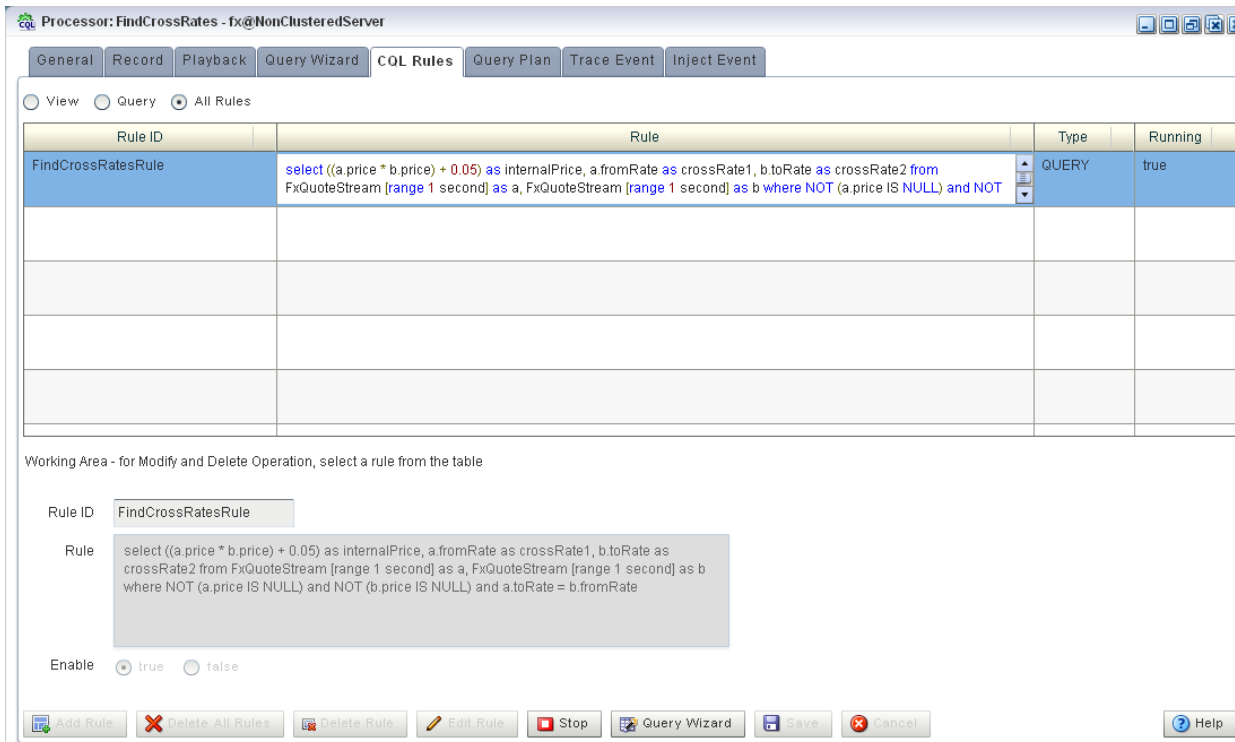 CQL Processor: FindCrossRates - fx@NonClusteredServer
General Record Playback Query Wizard CQL Rules Query Plan Trace Event Inject Event
View Query All Rules
Rule ID Rule Type Running
FindCrossRatesRule select ((a.price * b.price) + 0.05) as internalPrice, a.fromRate as crossRate1, b.toRate as crossRate2 from QUERY true
FxQuoteStream [range 1 second] as a, FxQuoteStream [range 1 second] as b where NOT (a.price IS NULL) and NOT
Working Area - for Modify and Delete Operation, select a rule from the table
Rule ID FindCrossRatesRule
Rule select ((a.price * b.price) + 0.05) as internalPrice, a.fromRate as crossRate1, b.toRate as
crossRate2 from FxQuoteStream [range 1 second] as a, FxQuoteStream [range 1 second] as b
where NOT (a.price IS NULL) and NOT (b.price IS NULL) and a.toRate = b.fromRate
Enable true false
Add Rule Delete All Rules Delete Rule Edit Rule Stop Query Wizard Save Cancel Help